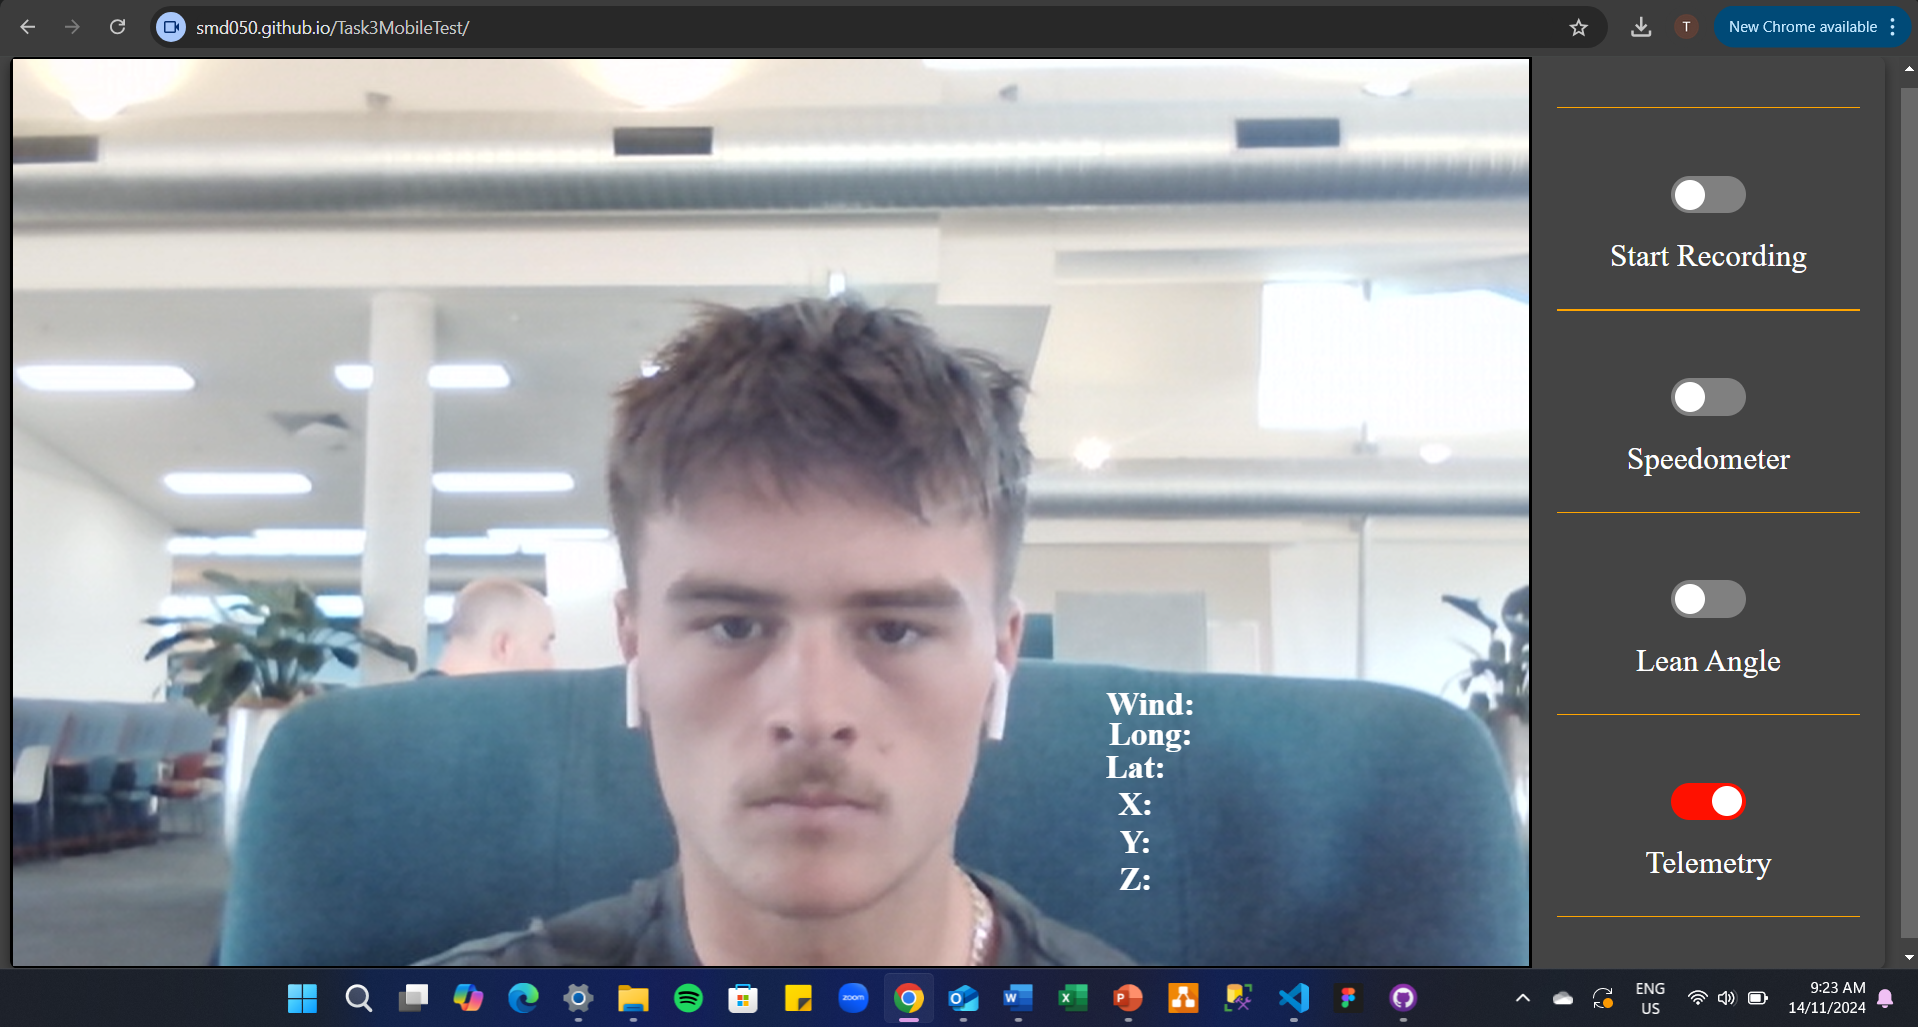 smd050.github.io/Task3MobileTest/
T
New Chrome available
Start Recording
Speedometer
Lean Angle
Telemetry
Wind:
Long:
Lat:
X:
Y:
Z:
zoom
ENG
US
9:23 AM
14/11/2024